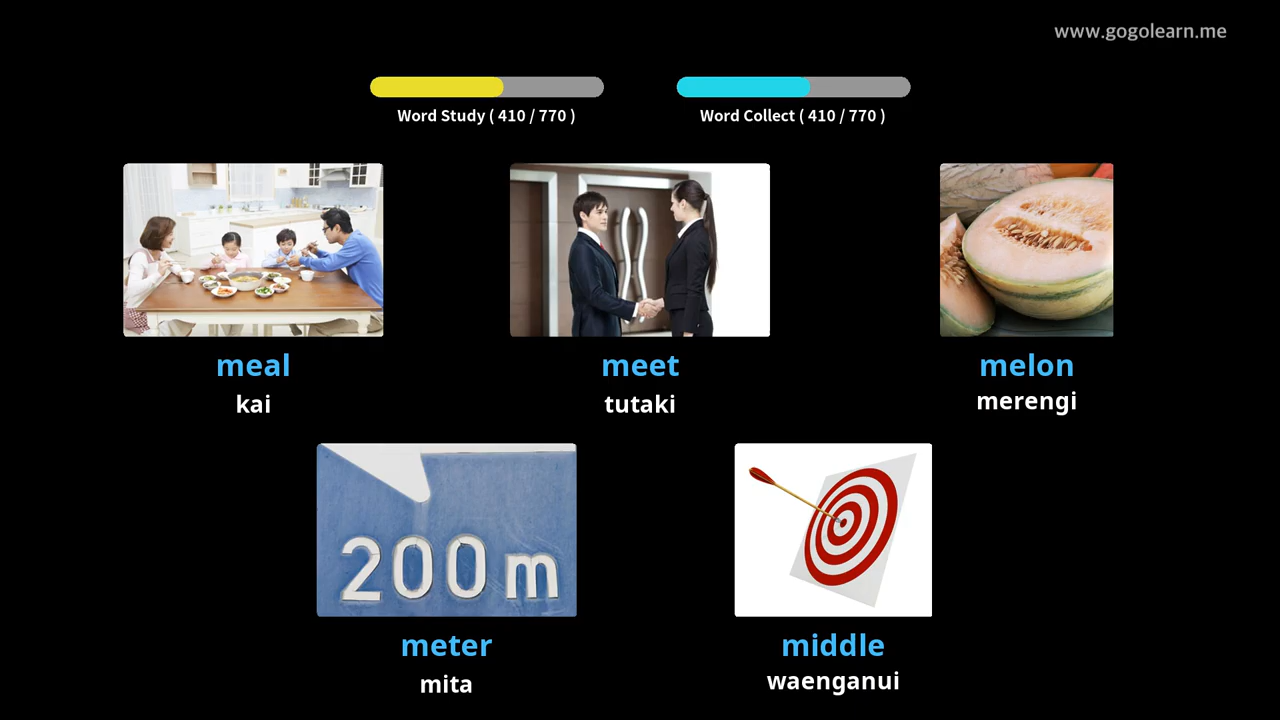 www.gogolearn.me
Word Study ( 410 / 770 )
Word Collect ( 410 / 770 )
meal
kai
meet
tutaki
melon
merengi
200 m
meter
mita
middle
waenganui